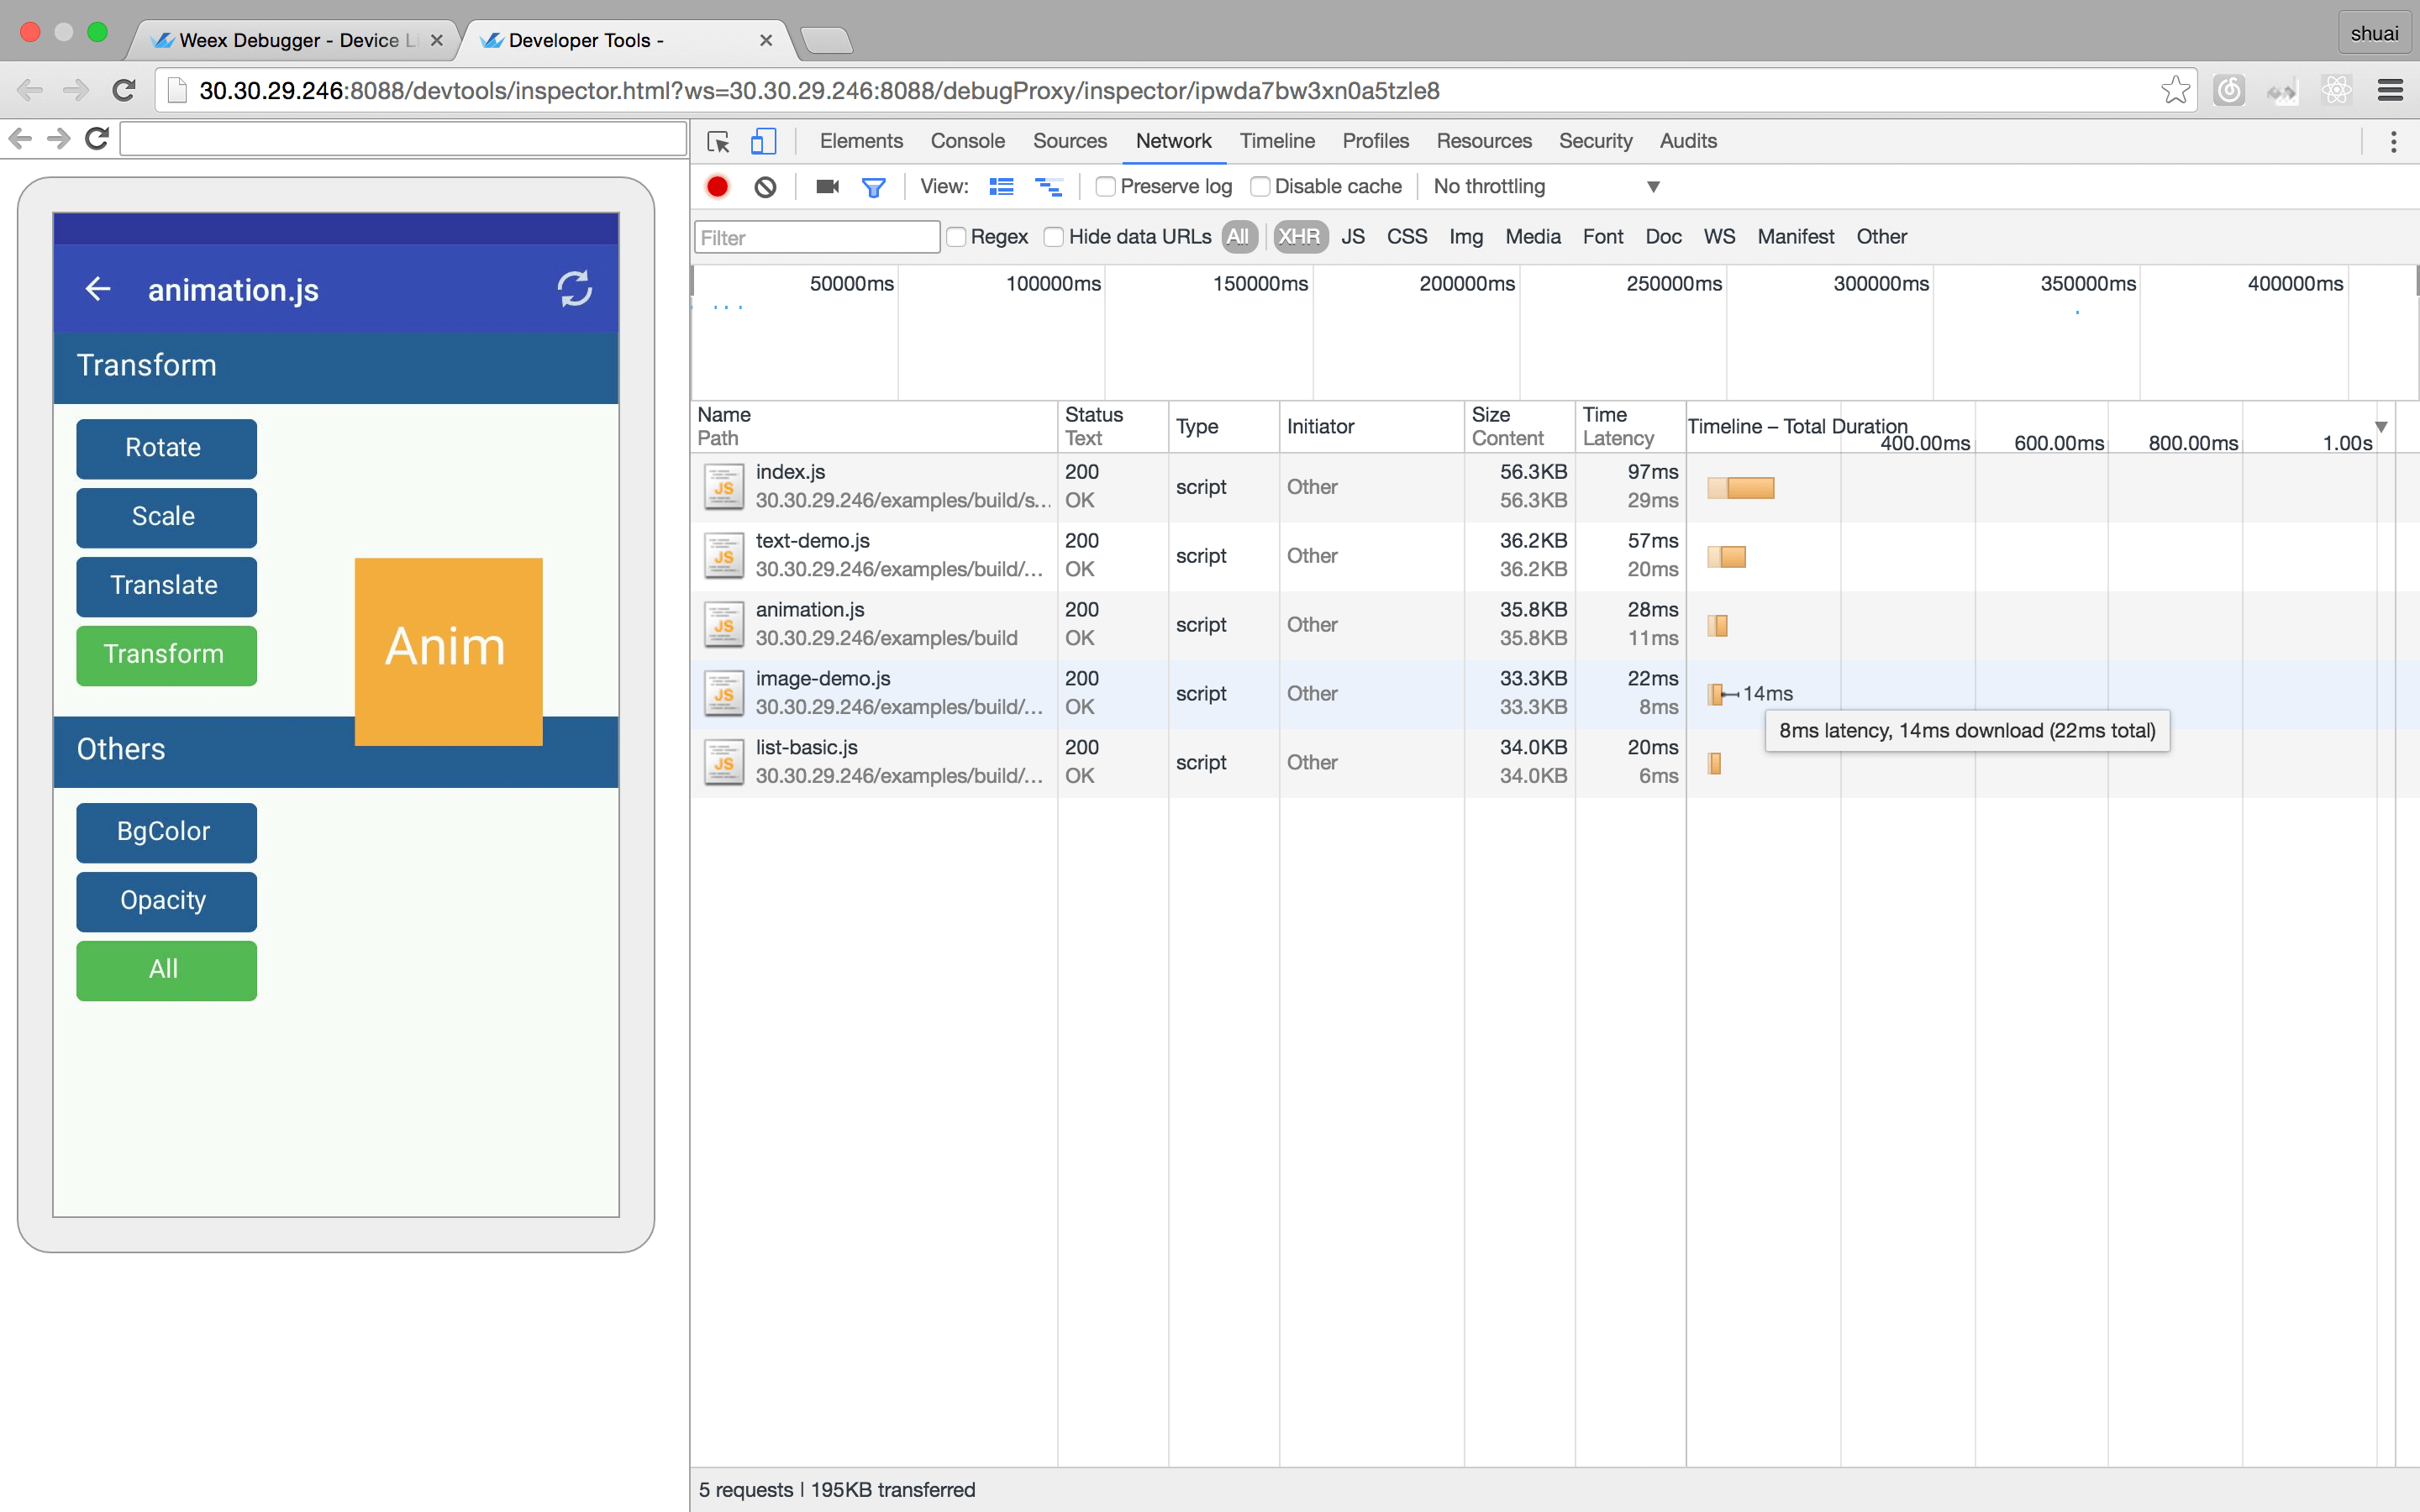 Weex Debugger - Device Li
Developer Tools -
shuai
30.30.29.246:8088/devtools/inspector.html?ws=30.30.29.246:8088/debugProxy/inspector/ipwda7bw3xn0a5tzle8
Elements Console Sources Network Timeline Profiles Resources Security Audits
View: Preserve log Disable cache No throttling
Filter Regex Hide data URLs All XHR JS CSS Img Media Font Doc WS Manifest Other
50000ms 100000ms 150000ms 200000ms 250000ms 300000ms 350000ms 400000ms
animation.js
Transform
Rotate
Scale
Translate
Transform
Anim
Others
BgColor
Opacity
All
Name Status Type Initiator Size Time Timeline – Total Duration
Path Text Content Latency 400.00ms 600.00ms 800.00ms 1.00s
index.js 200 script Other 56.3KB 97ms
30.30.29.246/examples/build/s... OK 56.3KB 29ms
text-demo.js 200 script Other 36.2KB 57ms
30.30.29.246/examples/build/... OK 36.2KB 20ms
animation.js 200 script Other 35.8KB 28ms
30.30.29.246/examples/build OK 35.8KB 11ms
image-demo.js 200 script Other 33.3KB 22ms 14ms
30.30.29.246/examples/build/... OK 33.3KB 8ms
8ms latency, 14ms download (22ms total)
list-basic.js 200 script Other 34.0KB 20ms
30.30.29.246/examples/build/... OK 34.0KB 6ms
5 requests | 195KB transferred